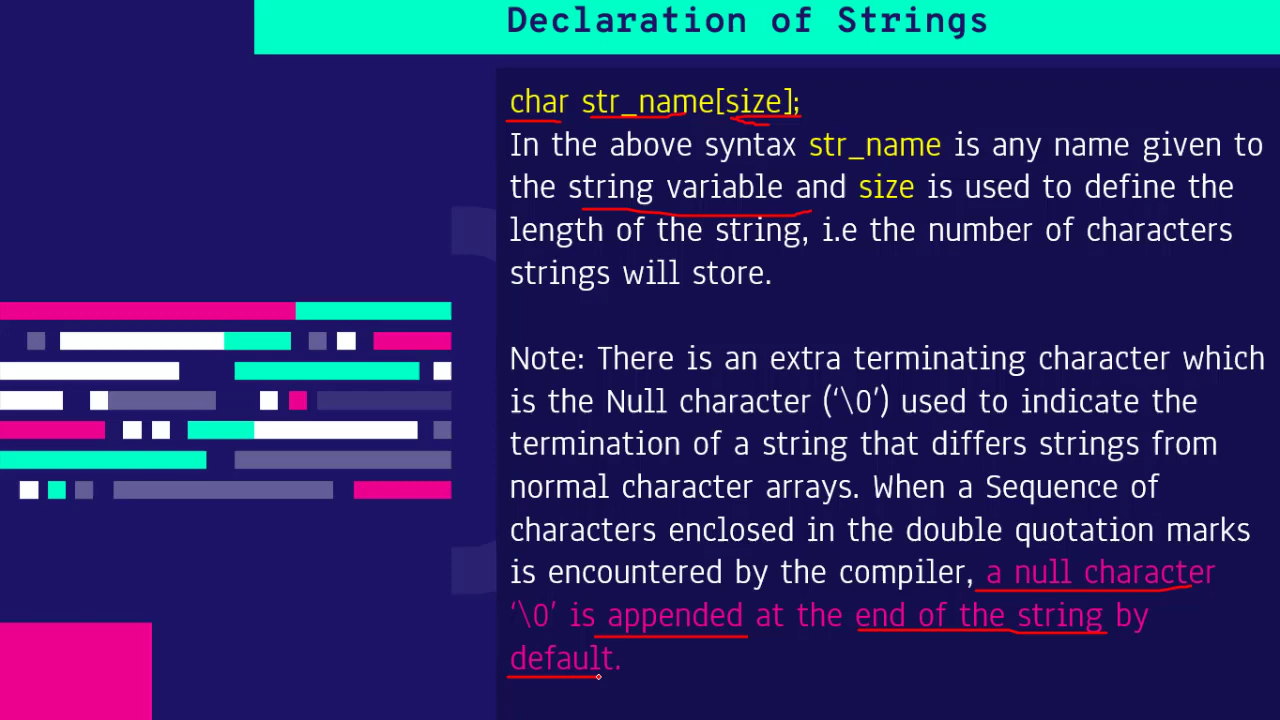 Declaration of Strings
char str_name[size];
In the above syntax str_name is any name given to
the string variable and size is used to define the
length of the string, i.e the number of characters
strings will store.
Note: There is an extra terminating character which
is the Null character (‘\0’) used to indicate the
termination of a string that differs strings from
normal character arrays. When a Sequence of
characters enclosed in the double quotation marks
is encountered by the compiler, a null character
‘\0’ is appended at the end of the string by
default.